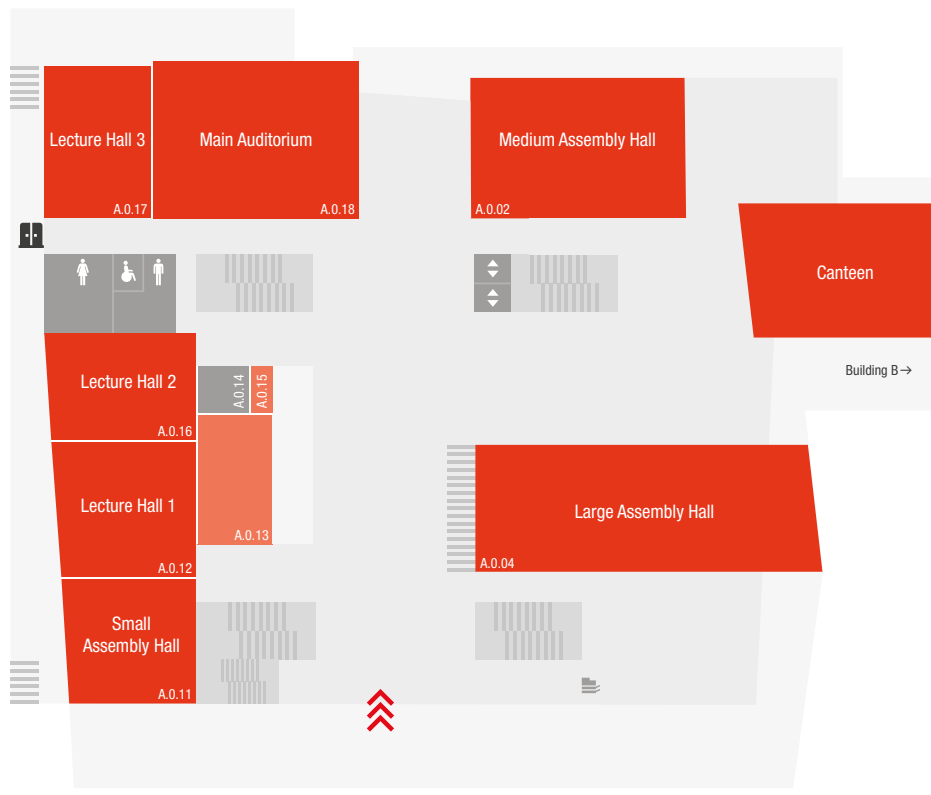 Lecture Hall 3
A.0.17
Main Auditorium
A.0.18
Medium Assembly Hall
A.0.02
Canteen
Building B→
Lecture Hall 2
A.0.16
A.0.14
A.0.15
Lecture Hall 1
A.0.12
A.0.13
Large Assembly Hall
A.0.04
Small
Assembly Hall
A.0.11